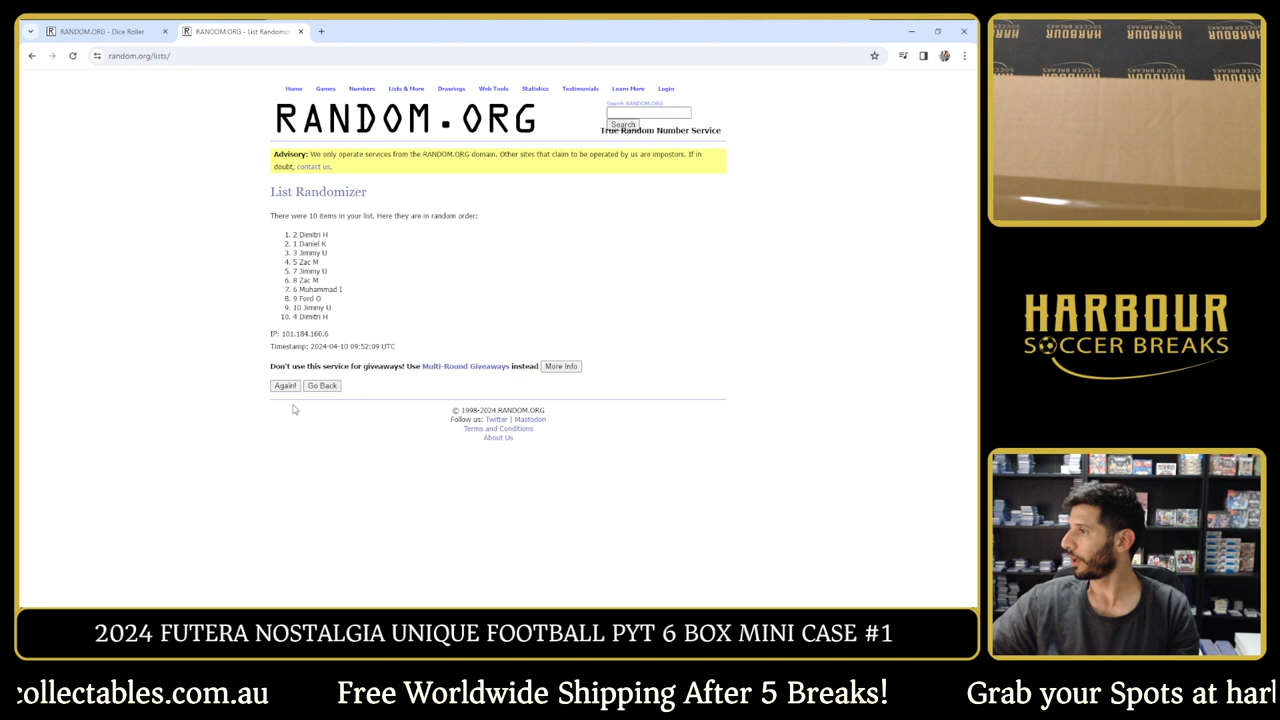 RANDOM.ORG - Dice Roller
RANDOM.ORG - List Randomiz
random.org/lists/
Home Games Numbers Lists & More Drawings Web Tools Statistics Testimonials Learn More Login
RANDOM.ORG
Search RANDOM.ORG
Search
True Random Number Service
Advisory: We only operate services from the RANDOM.ORG domain. Other sites that claim to be operated by us are impostors. If in
doubt, contact us.
List Randomizer
There were 10 items in your list. Here they are in random order:
1. 2 Dimitri H
2. 1 Daniel K
3. 3 Jimmy U
4. 5 Zac M
5. 7 Jimmy U
6. 8 Zac M
7. 6 Muhammad I
8. 9 Ford O
9. 10 Jimmy U
10. 4 Dimitri H
IP: 101.184.160.6
Timestamp: 2024-04-10 09:52:09 UTC
Don't use this service for giveaways! Use Multi-Round Giveaways instead More Info
Again! Go Back
© 1998-2024 RANDOM.ORG
Follow us: Twitter | Mastodon
Terms and Conditions
About Us
HARBOUR
SOCCER BREAKS
2024 FUTERA NOSTALGIA UNIQUE FOOTBALL PYT 6 BOX MINI CASE #1
collectables.com.au Free Worldwide Shipping After 5 Breaks! Grab your Spots at harb